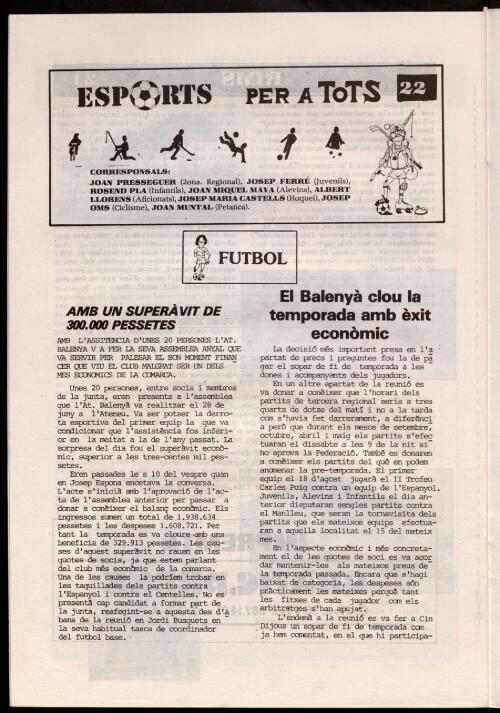 ESPORTS PER A TOTS 22
CORRESPONSALS:
JOAN PRESSEGUER (2ona. Regional), JOSEP FERRÉ (Juvenils),
ROSEND PLA (Infantils), JOAN MIQUEL MAYA (Alevins), ALBERT
LLORENS (Aficionats), JOSEP MARIA CASTELLS (Hoquei), JOSEP
OMS (Ciclisme), JOAN MUNTAL (Petanca).
FUTBOL
AMB UN SUPERÀVIT DE
300.000 PESSETES
AMB L'ASSITENCIA D'UNES 20 PERSONES L'AT.
BALENYA V A FER LA SEVA ASSEMBLEA ANYAL QUE
VA SERVIR PER PALESAR EL BON MOMENT FINAN
CER QUE VIU EL CLUB MALGRAT SER UN DELS
MES ECONOMICS DE LA COMARCA.
Unes 20 persones, entre socis i membres
de la junta, eren presents a l'assemblea
que l'At. Balenyà va realitzar el 28 de
juny a l'Ateneu. Va ser potser la derro-
ta esportiva del primer equip la que va
condicionar que l'assistència fos inferi-
or en la meitat a la de l'any passat. La
sorpresa del dia fou el superàvit econò-
mic, superior a les tres-centes mil pes-
setes.
Eren passades le s 10 del vespre quan
en Josep Espona encetava la conversa.
L'acte s'inicià amb l'aprovació de l'ac-
ta de l'assemblea anterior per passar a
donar a conèixer el balanç econòmic. Els
ingressos sumen un total de 1.938.634
pessetes i les despeses 1.608.721. Per
tant la temporada es va cloure amb uns
beneficis de 329.913 pessetes. Les cau-
ses d'aquest superàvit no rauen en les
quotes de socis, ja que estem parlant
del club més econòmic de la comarca.
Una de les causes la podríem trobar en
les taquillades dels partits contra
l'Espanyol i contra el Centelles. No es
presentà cap candidat a formar part de
la junta, reafegint-se a aquesta des d'a
bans de la reunió en Jordi Busquets en
la seva habitual tasca de coordinador
del futbol base.
El Balenyà clou la
temporada amb èxit
econòmic
La decisió més important presa en l'a
partat de precs i preguntes fou la de pa
gar el sopar de fi de temporada a les
dones i acompanyants dels jugadors.
En un altre apartat de la reunió es
va donar a conèixer que l'horari dels
partits de tercera regional seria a tres
quarts de dotze del matí i no a la tarda
com s'havia fet darrerament, a diferènci
a però que durant els mesos de setembre,
octubre, abril i maig els partits s'efec
tuaran el dissabte a les 9 de la nit si
ho aprova la Federació. També es donaren
a conèixer els partits del què en podem
anomenar la pre-temporada. El primer
equip el 18 d'agost jugarà el II Trofeu
Carles Puig contra un equip de l'Espanyol.
Juvenils, Alevins i Infantils el dia an-
terior disputaran sengles partits contra
el Manlleu, que seran la tornavisita dels
partits que els mateixos equips efectua-
ran a aquella localitat el 15 del mateix
mes.
En l'aspecte econòmic i més concreta-
ment el de les quotes de soci es va acor
dar mantenir-les als mateixos preus de
la temporada passada. Encara que s'hagi
baixat de categoria, les despeses són
pràcticament les mateixes perquè tant
les fitxes de cada jugador com els
arbitratges s'han apujat.
L'endemà a la reunió es va fer a Cin
Dijous un sopar de fi de temporada com
ja hem comentat, en el que hi participa-